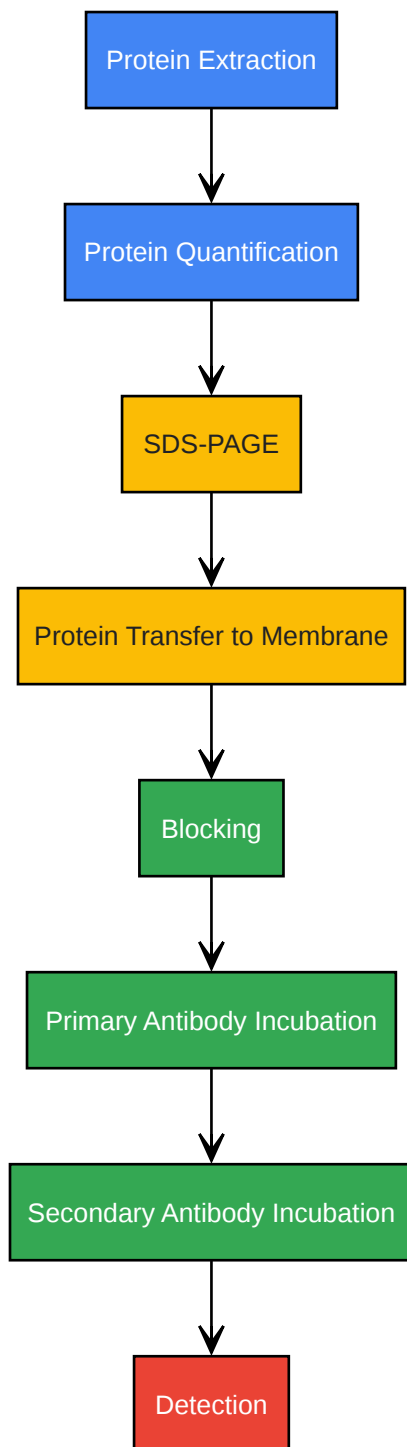 Protein Extraction
Protein Quantification
SDS-PAGE
Protein Transfer to Membrane
Blocking
Primary Antibody Incubation
Secondary Antibody Incubation
Detection